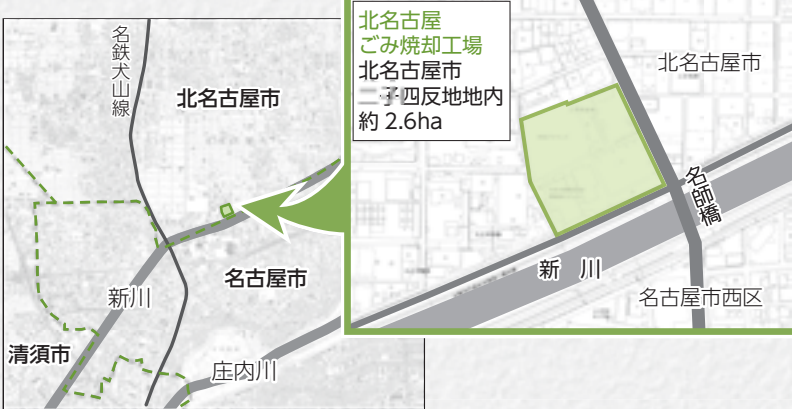 名鉄犬山線
北名古屋市
新川
名古屋市
清須市
庄内川
北名古屋
ごみ焼却工場
北名古屋市
二子四反地地内
約 2.6ha
北名古屋市
名師橋
新 川
名古屋市西区